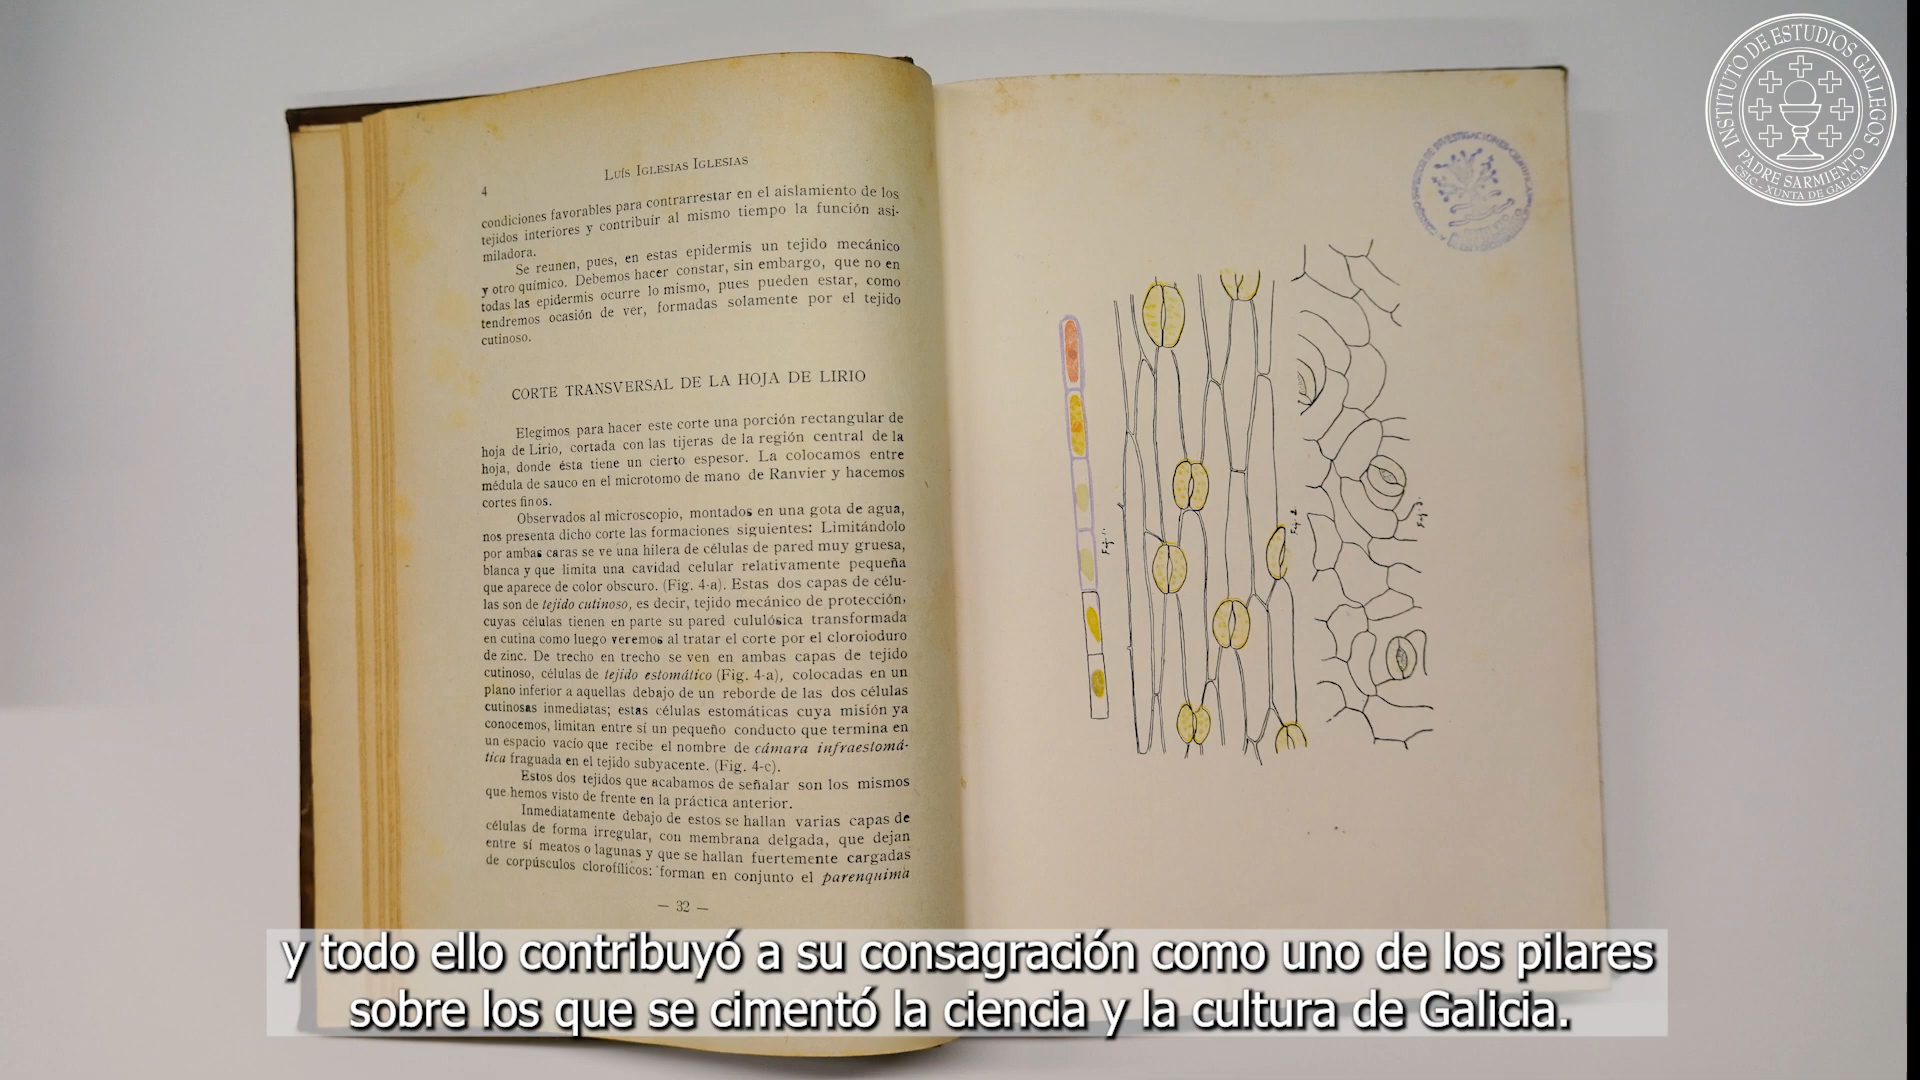 4
Luís Iglesias Iglesias
condiciones favorables para contrarrestar en el aislamiento de los
tejidos interiores y contribuír al mismo tiempo la función asi-
miladora.
Se reunen, pues, en estas epidermis un tejido mecánico
y otro químico. Debemos hacer constar, sin embargo, que no en
todas las epidermis ocurre lo mismo, pues pueden estar, como
tendremos ocasión de ver, formadas solamente por el tejido
cutinoso.
CORTE TRANSVERSAL DE LA HOJA DE LIRIO
Elegimos para hacer este corte una porción rectangular de
hoja de Lirio, cortada con las tijeras de la región central de la
hoja, donde ésta tiene un cierto espesor. La colocamos entre
médula de sauco en el microtomo de mano de Ranvier y hacemos
cortes finos.
Observados al microscopio, montados en una gota de agua,
nos presenta dicho corte las formaciones siguientes: Limitándolo
por ambas caras se ve una hilera de células de pared muy gruesa,
blanca y que limita una cavidad celular relativamente pequeña
que aparece de color obscuro. (Fig. 4-a). Estas dos capas de célu-
las son de tejido cutinoso, es decir, tejido mecánico de protección,
cuyas células tienen en parte su pared cululósica transformada
en cutina como luego veremos al tratar el corte por el cloroioduro
de zinc. De trecho en trecho se ven en ambas capas de tejido
cutinoso, células de tejido estomático (Fig. 4-a), colocadas en un
plano inferior a aquellas debajo de un reborde de las dos células
cutinosas inmediatas; estas células estomáticas cuya misión ya
conocemos, limitan entre sí un pequeño conducto que termina en
un espacio vacío que recibe el nombre de cámara infraestomá-
tica fraguada en el tejido subyacente. (Fig. 4-c).
Estos dos tejidos que acabamos de señalar son los mismos
que hemos visto de frente en la práctica anterior.
Inmediatamente debajo de estos se hallan varias capas de
células de forma irregular, con membrana delgada, que dejan
entre sí meatos o lagunas y que se hallan fuertemente cargadas
de corpúsculos clorofílicos: forman en conjunto el parenquima
— 32 —
Fig. 1
Fig. 2
Fig. 3
INSTITUTO DE ESTUDIOS GALLEGOS
PADRE SARMIENTO
CSIC - XUNTA DE GALICIA
y todo ello contribuyó a su consagración como uno de los pilares
sobre los que se cimentó la ciencia y la cultura de Galicia.